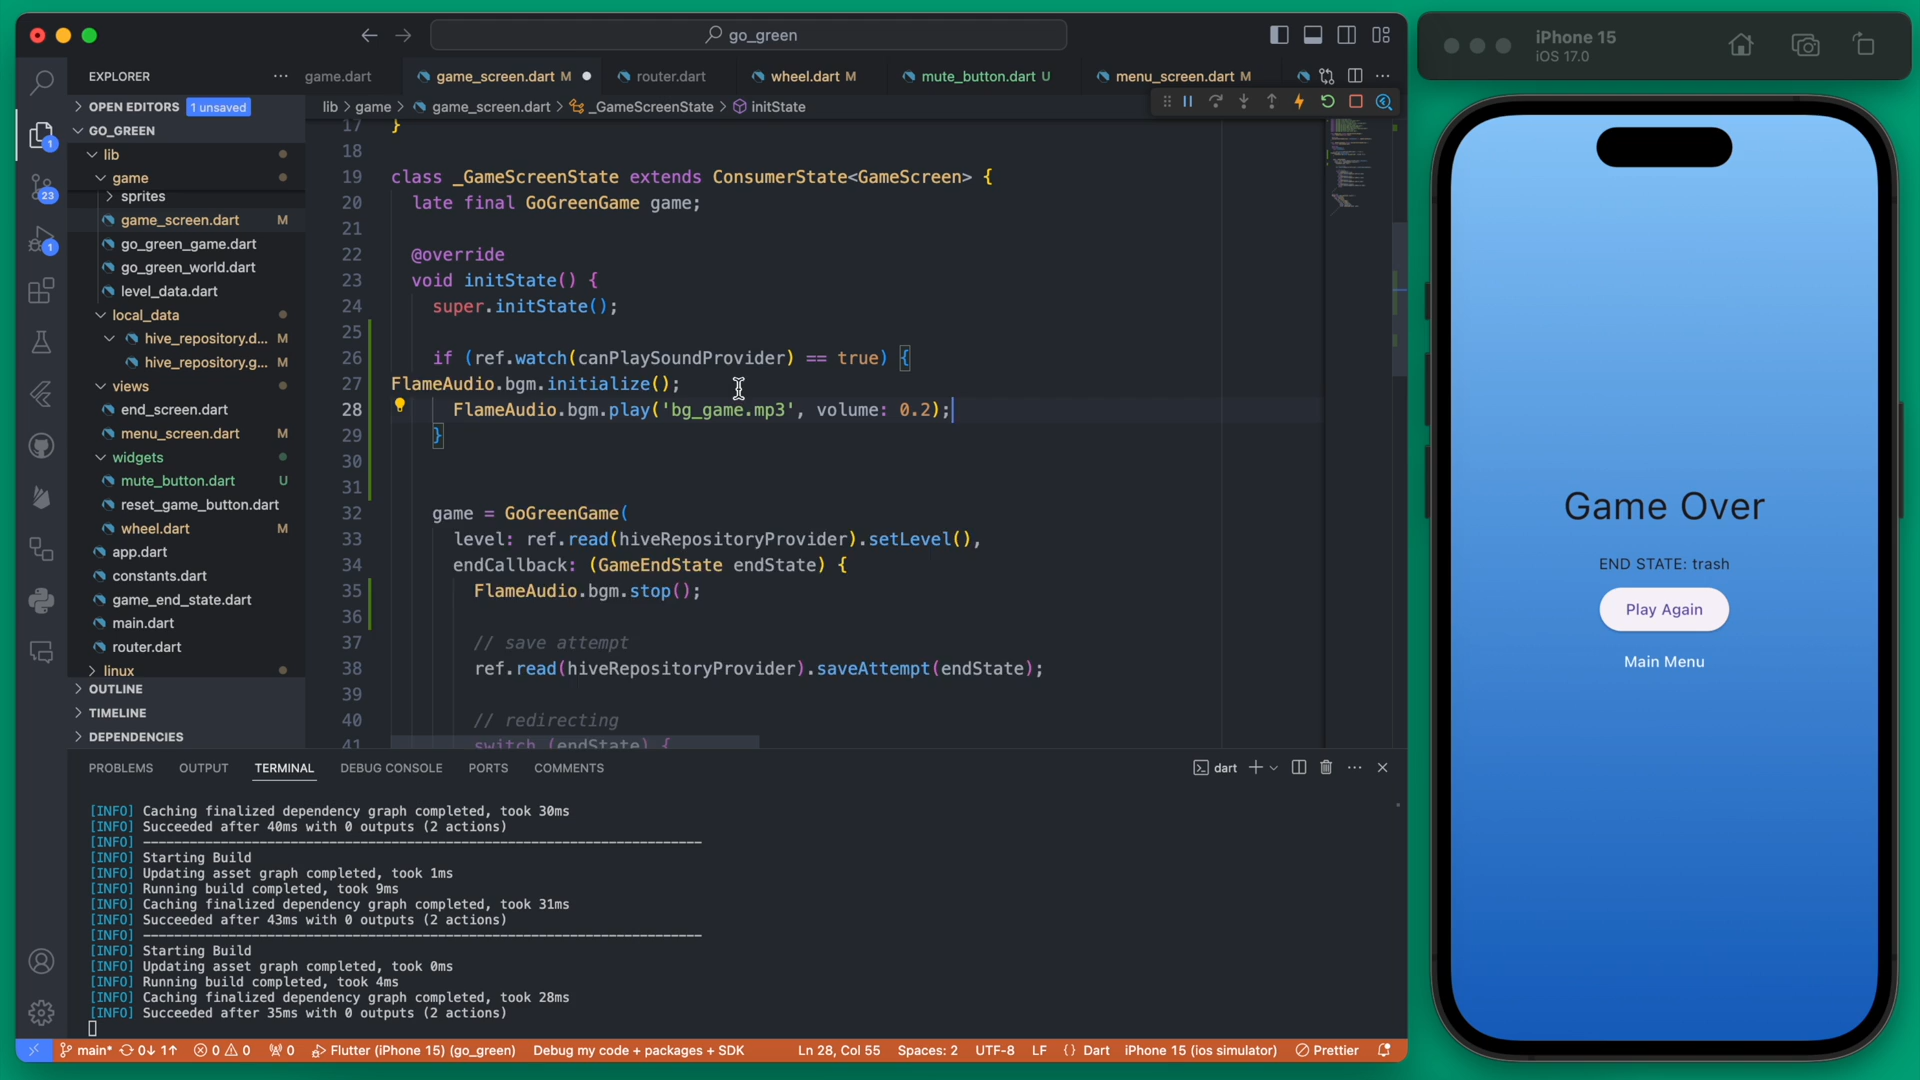 go_green
iPhone 15
iOS 17.0
EXPLORER
game.dart
game_screen.dart M
router.dart
wheel.dart M
mute_button.dart U
menu_screen.dart M
OPEN EDITORS 1 unsaved
lib > game > game_screen.dart > _GameScreenState > initState
GO_GREEN
lib
game
sprites
game_screen.dart M
go_green_game.dart
go_green_world.dart
level_data.dart
local_data
hive_repository.d... M
hive_repository.g... M
views
end_screen.dart
menu_screen.dart M
widgets
mute_button.dart U
reset_game_button.dart
wheel.dart M
app.dart
constants.dart
game_end_state.dart
main.dart
router.dart
linux
OUTLINE
TIMELINE
DEPENDENCIES
1
23
1
17 }
18
19 class _GameScreenState extends ConsumerState<GameScreen> {
20 late final GoGreenGame game;
21
22 @override
23 void initState() {
24 super.initState();
25
26 if (ref.watch(canPlaySoundProvider) == true) {
27 FlameAudio.bgm.initialize();
28 FlameAudio.bgm.play('bg_game.mp3', volume: 0.2);
29 }
30
31
32 game = GoGreenGame(
33 level: ref.read(hiveRepositoryProvider).setLevel(),
34 endCallback: (GameEndState endState) {
35 FlameAudio.bgm.stop();
36
37 // save attempt
38 ref.read(hiveRepositoryProvider).saveAttempt(endState);
39
40 // redirecting
41 switch (endState) {
PROBLEMS OUTPUT TERMINAL DEBUG CONSOLE PORTS COMMENTS
dart
[INFO] Caching finalized dependency graph completed, took 30ms
[INFO] Succeeded after 40ms with 0 outputs (2 actions)
[INFO] ----------------------------------------------------------------------
[INFO] Starting Build
[INFO] Updating asset graph completed, took 1ms
[INFO] Running build completed, took 9ms
[INFO] Caching finalized dependency graph completed, took 31ms
[INFO] Succeeded after 43ms with 0 outputs (2 actions)
[INFO] ----------------------------------------------------------------------
[INFO] Starting Build
[INFO] Updating asset graph completed, took 0ms
[INFO] Running build completed, took 4ms
[INFO] Caching finalized dependency graph completed, took 28ms
[INFO] Succeeded after 35ms with 0 outputs (2 actions)
main* 0↓ 1↑ 0 0 0 Flutter (iPhone 15) (go_green) Debug my code + packages + SDK Ln 28, Col 55 Spaces: 2 UTF-8 LF {} Dart iPhone 15 (ios simulator) Prettier
Game Over
END STATE: trash
Play Again
Main Menu